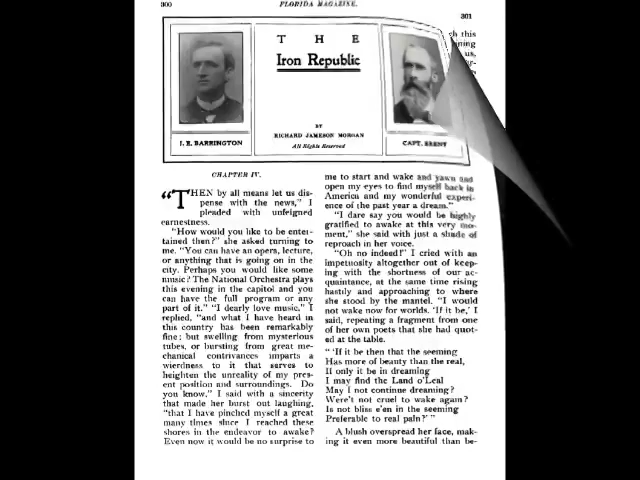 300
FLORIDA MAGAZINE.
301
THE
Iron Republic
BY
RICHARD JAMESON MORGAN
All Rights Reserved
J. E. BARRINGTON
CAPT. BRENT
CHAPTER IV.
“THEN by all means let us dis-
pense with the news,” I
pleaded with unfeigned
earnestness.
“How would you like to be enter-
tained then?” she asked turning to
me. “You can have an opera, lecture,
or anything that is going on in the
city. Perhaps you would like some
music? The National Orchestra plays
this evening in the capitol and you
can have the full program or any
part of it.” “I dearly love music,” I
replied, “and what I have heard in
this country has been remarkably
fine; but swelling from mysterious
tubes, or bursting from great me-
chanical contrivances imparts a
wierdness to it that serves to
heighten the unreality of my pres-
ent position and surroundings. Do
you know,” I said with a sincerity
that made her burst out laughing,
“that I have pinched myself a great
many times since I reached these
shores in the endeavor to awake?
Even now it would be no surprise to
me to start and wake and yawn and
open my eyes to find myself back in
America and my wonderful experi-
ence of the past year a dream.”
“I dare say you would be highly
gratified to awake at this very mo-
ment,” she said with just a shade of
reproach in her voice.
“Oh no indeed!” I cried with an
impetuosity altogether out of keep-
ing with the shortness of our ac-
quaintance, at the same time rising
hastily and approaching to where
she stood by the mantel. “I would
not wake now for worlds. ‘If it be,’ I
said, repeating a fragment from one
of her own poets that she had quot-
ed at the table.
“ ‘If it be then that the seeming
Has more of beauty than the real,
If only it be in dreaming
I may find the Land o'Leal
May I not continue dreaming?
Were't not cruel to wake again?
Is not bliss e'en in the seeming
Preferable to real pain?’ ”
A blush overspread her face, mak-
ing it even more beautiful than be-
this
us,